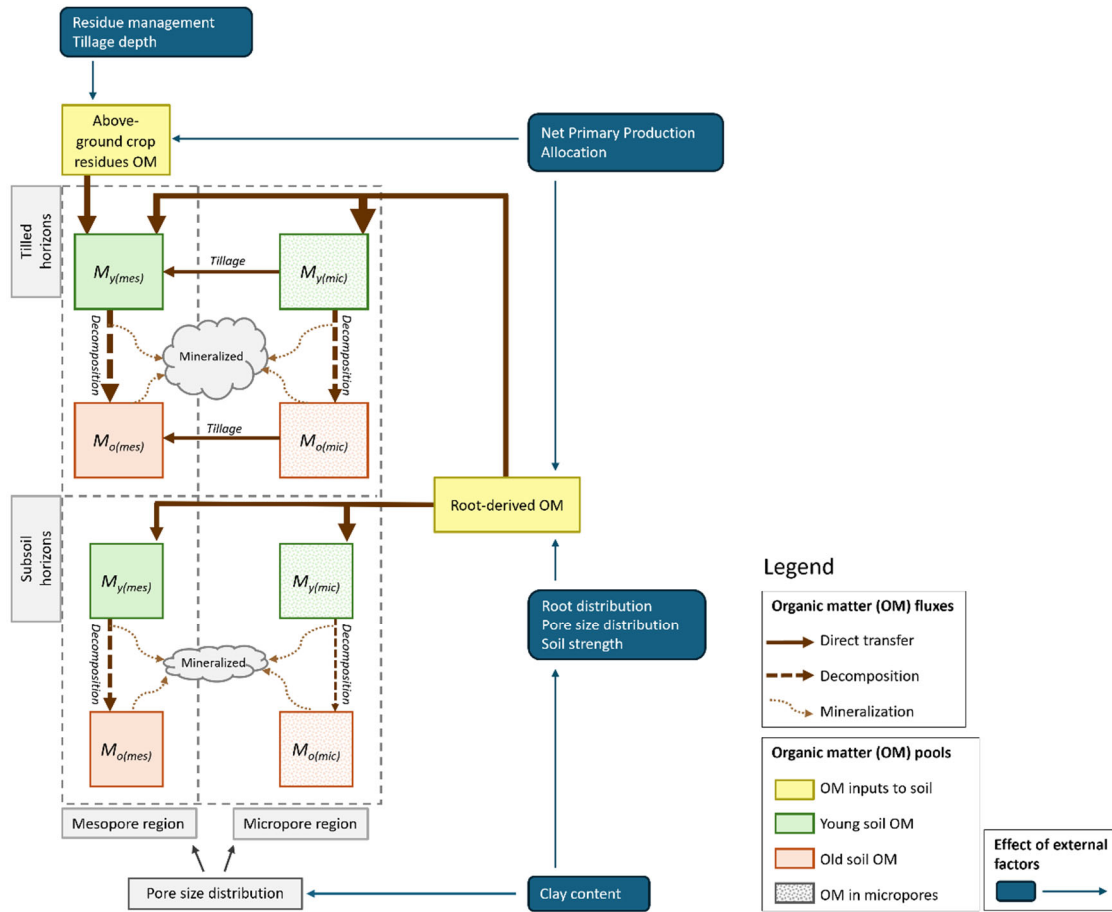 Residue management
Tillage depth
Above-
ground crop
residues OM
Net Primary Production
Allocation
Tilled
horizons
My(mes)
Tillage
My(mic)
Decomposition
Mineralized
Decomposition
Mo(mes)
Tillage
Mo(mic)
Root-derived OM
Subsoil
horizons
My(mes)
My(mic)
Decomposition
Mineralized
Decomposition
Mo(mes)
Mo(mic)
Root distribution
Pore size distribution
Soil strength
Mesopore region
Micropore region
Pore size distribution
Clay content
Legend
Organic matter (OM) fluxes
Direct transfer
Decomposition
Mineralization
Organic matter (OM) pools
OM inputs to soil
Young soil OM
Old soil OM
OM in micropores
Effect of external
factors